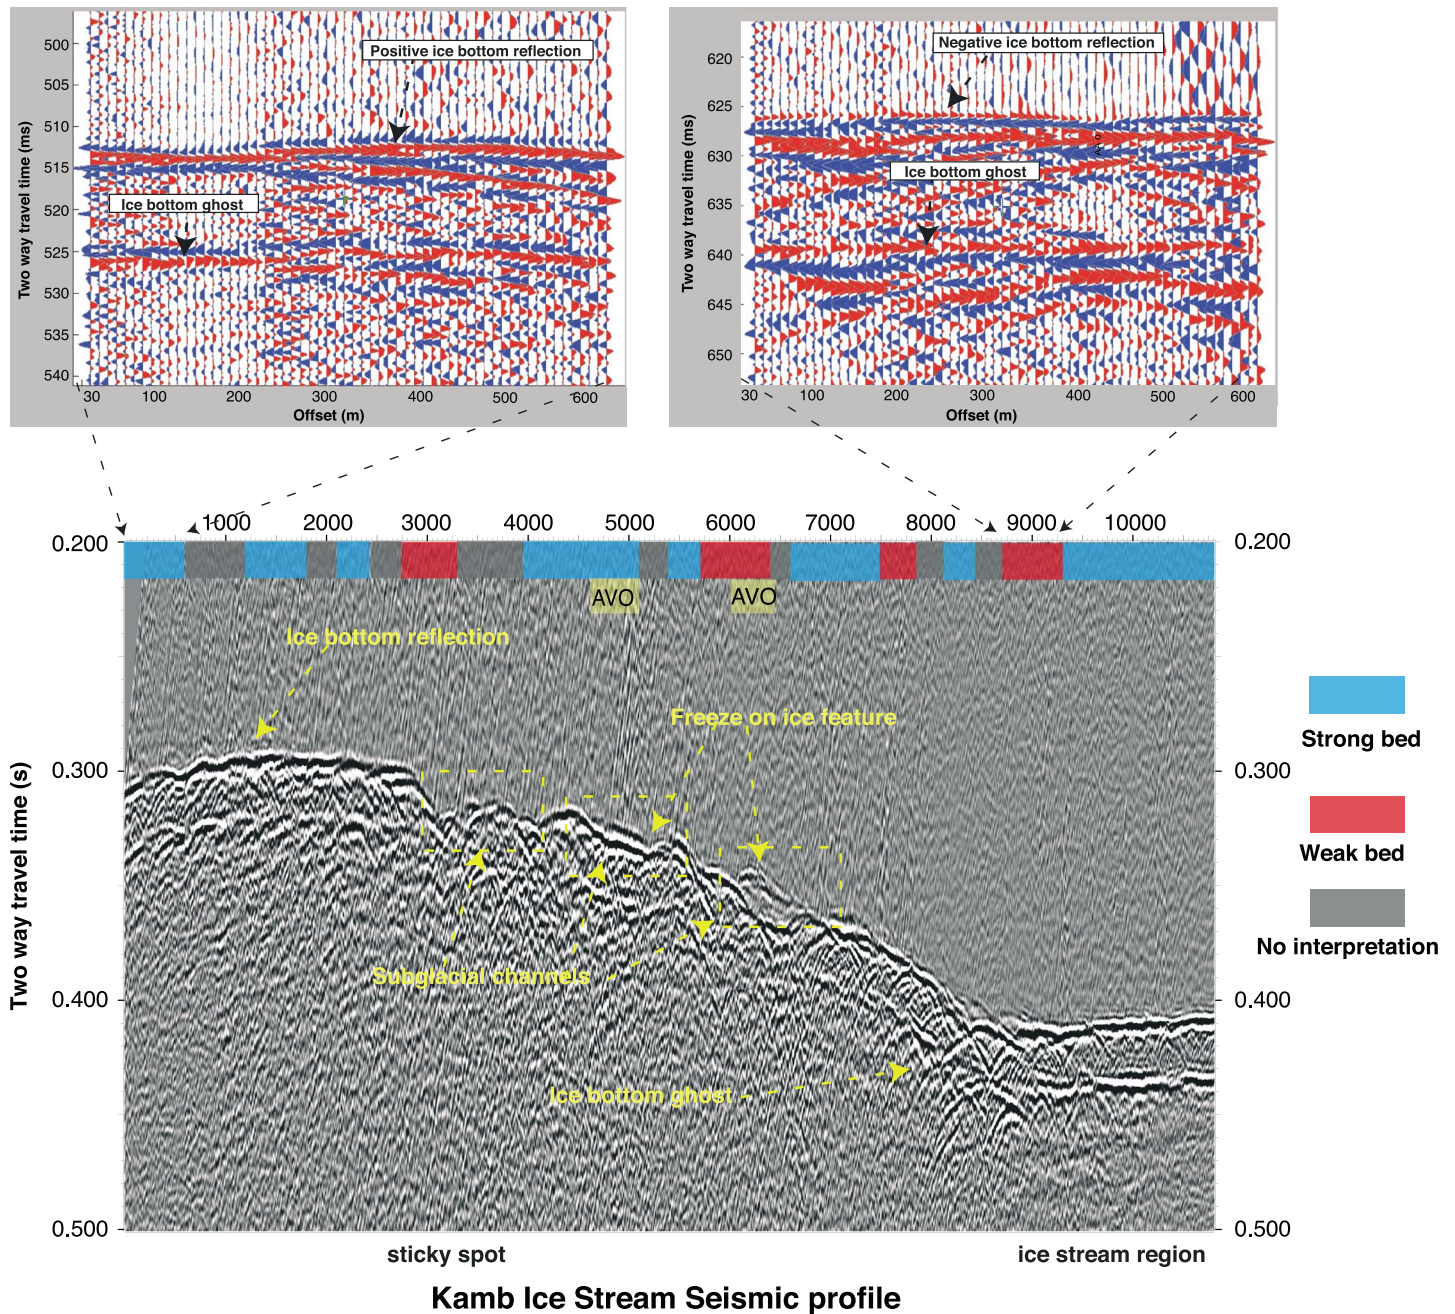 Positive ice bottom reflection
Ice bottom ghost
Two way travel time (ms)
500
505
510
515
520
525
530
535
540
30 100 200 300 400 500 600
Offset (m)
Negative ice bottom reflection
Ice bottom ghost
Two way travel time (ms)
620
625
630
635
640
645
650
30 100 200 300 400 500 600
Offset (m)
1000 2000 3000 4000 5000 6000 7000 8000 9000 10000
0.200 0.200
AVO AVO
Ice bottom reflection
Freeze on ice feature
0.300 0.300
Two way travel time (s)
Subglacial channels
0.400 0.400
Ice bottom ghost
0.500 0.500
Strong bed
Weak bed
No interpretation
sticky spot
ice stream region
Kamb Ice Stream Seismic profile